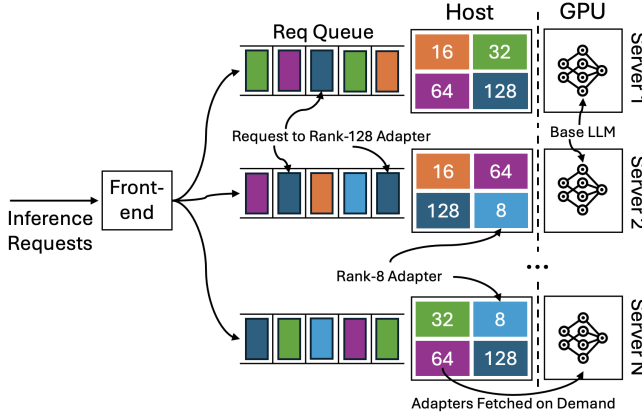 Host
GPU
Req Queue
16
32
64
128
Server 1
Request to Rank-128 Adapter
Base LLM
Front-
end
Inference
Requests
16
64
128
8
Server 2
Rank-8 Adapter
...
32
8
64
128
Server N
Adapters Fetched on Demand